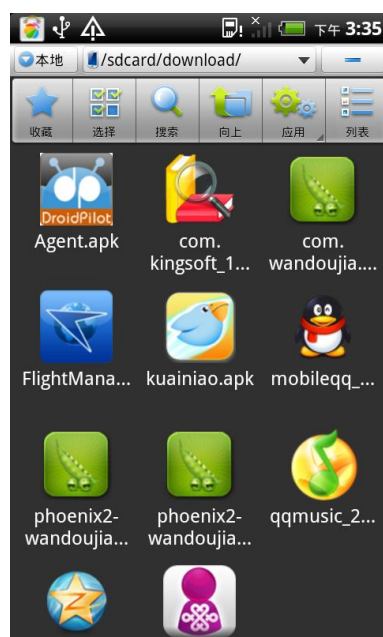 下午 3:35
本地 /sdcard/download/
收藏 选择 搜索 向上 应用 列表
DroidPilot
Agent.apk
com.
kingsoft_1...
com.
wandoujia....
FlightMana...
kuainiao.apk
mobileqq_...
phoenix2-
wandoujia...
phoenix2-
wandoujia...
qqmusic_2...